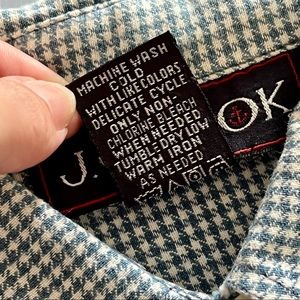 MACHINE WASH
COLD
WITH LIKE COLORS
DELICATE CYCLE
ONLY NON
CHLORINE BLEACH
WHEN NEEDED
TUMBLE DRY LOW
WARM IRON
AS NEEDED
J. OK